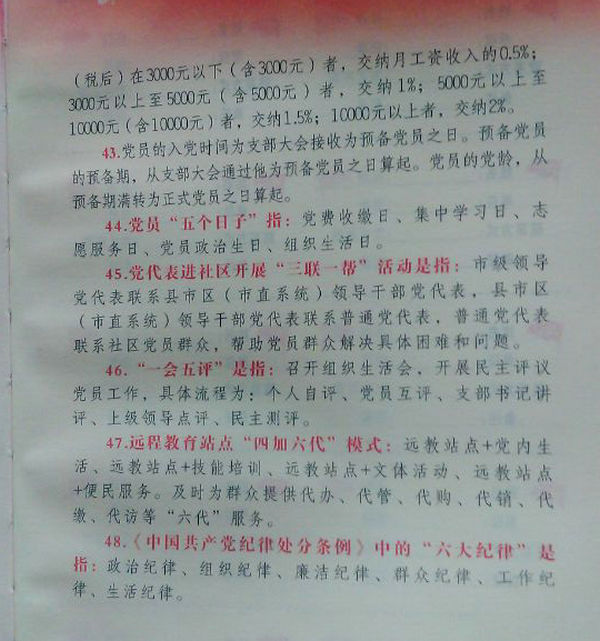 （税后）在3000元以下（含3000元）者，交纳月工资收入的0.5%；
3000元以上至5000元（含5000元）者，交纳1%；5000元以上至
10000元（含10000元）者，交纳1.5%；10000元以上者，交纳2%。
43.党员的入党时间为支部大会接收为预备党员之日。预备党员
的预备期，从支部大会通过他为预备党员之日算起。党员的党龄，从
预备期满转为正式党员之日算起。
44.党员“五个日子”指：党费收缴日、集中学习日、志
愿服务日、党员政治生日、组织生活日。
45.党代表进社区开展“三联一帮”活动是指：市级领导
党代表联系县市区（市直系统）领导干部党代表，县市区
（市直系统）领导干部党代表联系普通党代表，普通党代表
联系社区党员群众，帮助党员群众解决具体困难和问题。
46.“一会五评”是指：召开组织生活会，开展民主评议
党员工作，具体流程为：个人自评、党员互评、支部书记讲
评、上级领导点评、民主测评。
47.远程教育站点“四加六代”模式：远教站点+党内生
活、远教站点+技能培训、远教站点+文体活动、远教站点
+便民服务。及时为群众提供代办、代管、代购、代销、代
缴、代访等“六代”服务。
48.《中国共产党纪律处分条例》中的“六大纪律”是
指：政治纪律、组织纪律、廉洁纪律、群众纪律、工作纪
律、生活纪律。